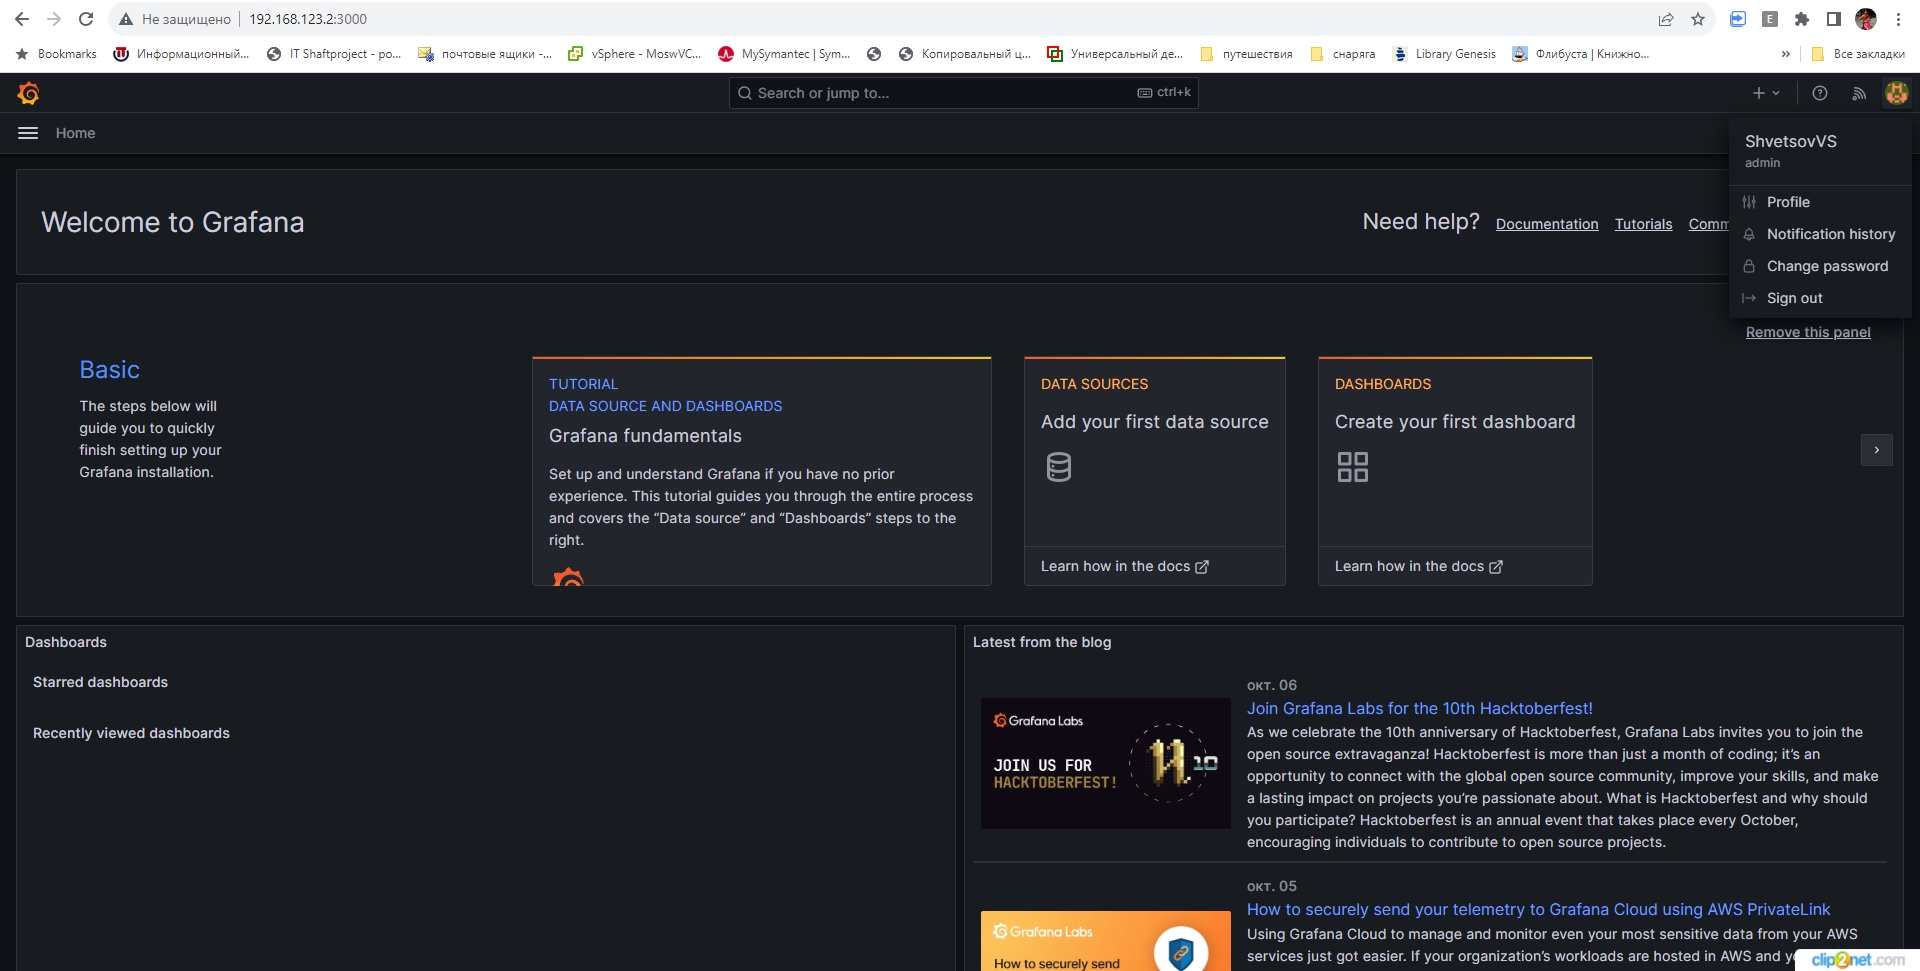 Не защищено
192.168.123.2:3000
Bookmarks
Информационный...
IT Shaftproject - po...
почтовые ящики -...
vSphere - MoswVC...
MySymantec | Sym...
Копировальный ц...
Универсальный де...
путешествия
снаряга
Library Genesis
Флибуста | Книжно...
»
Все закладки
Search or jump to...
ctrl+k
Home
ShvetsovVS
admin
Profile
Notification history
Change password
Sign out
Welcome to Grafana
Need help?
Documentation
Tutorials
Comm
Remove this panel
Basic
The steps below will
guide you to quickly
finish setting up your
Grafana installation.
TUTORIAL
DATA SOURCE AND DASHBOARDS
Grafana fundamentals
Set up and understand Grafana if you have no prior
experience. This tutorial guides you through the entire process
and covers the “Data source” and “Dashboards” steps to the
right.
DATA SOURCES
Add your first data source
Learn how in the docs
DASHBOARDS
Create your first dashboard
Learn how in the docs
Dashboards
Starred dashboards
Recently viewed dashboards
Latest from the blog
Grafana Labs
JOIN US FOR
HACKTOBERFEST!
10
окт. 06
Join Grafana Labs for the 10th Hacktoberfest!
As we celebrate the 10th anniversary of Hacktoberfest, Grafana Labs invites you to join the
open source extravaganza! Hacktoberfest is more than just a month of coding; it’s an
opportunity to connect with the global open source community, improve your skills, and make
a lasting impact on projects you’re passionate about. What is Hacktoberfest and why should
you participate? Hacktoberfest is an annual event that takes place every October,
encouraging individuals to contribute to open source projects.
Grafana Labs
How to securely send
окт. 05
How to securely send your telemetry to Grafana Cloud using AWS PrivateLink
Using Grafana Cloud to manage and monitor even your most sensitive data from your AWS
services just got easier. If your organization’s workloads are hosted in AWS and y
clip2net.com